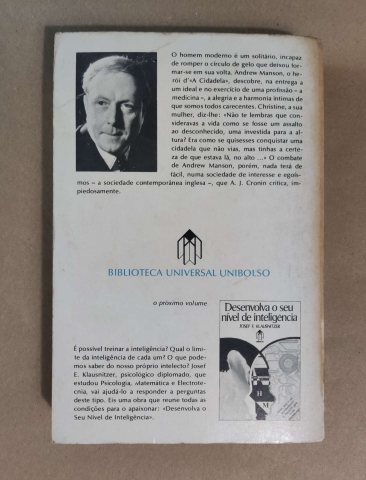 O homem moderno é um solitário, incapaz
de romper o círculo de gelo que deixou for-
mar-se em sua volta. Andrew Manson, o he-
rói d'«A Cidadela», descobre, na entrega a
um ideal e no exercício de uma profissão – a
medicina –, a alegria e a harmonia íntimas de
que somos todos carecentes. Christine, a sua
mulher, diz-lhe: «Não te lembras que con-
sideravas a vida como se fosse um assalto
ao desconhecido, uma investida para a al-
tura? Era como se quisesses conquistar uma
cidadela que não vias, mas tinhas a certe-
za de que estava lá, no alto ...» O combate
de Andrew Manson, porém, nada terá de
fácil, numa sociedade de interesse e egoís-
mos – a sociedade contemporânea inglesa –, que A. J. Cronin critica, im-
piedosamente.
BIBLIOTECA UNIVERSAL UNIBOLSO
o próximo volume
Desenvolva o seu
nível de inteligencia
JOSEF F. KLAUSNITZER
H
M
É possível treinar a inteligência? Qual o limi-
te da inteligência de cada um? O que pode-
mos saber do nosso próprio intelecto? Josef
E. Klausnitzer, psicológico diplomado, que
estudou Psicologia, Matemática e Electrotec-
cnia, vai ajudá-lo a responder a perguntas
deste tipo. Eis uma obra que reune todas as
condições para o apaixonar: «Desenvolva o
Seu Nível de Inteligência».